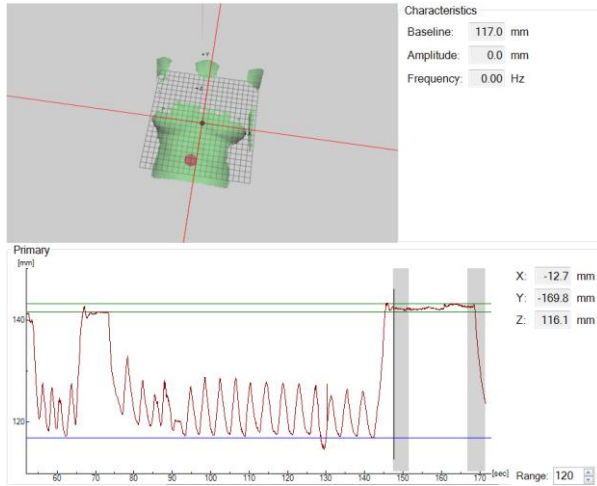 Characteristics
Baseline: 117.0 mm
Amplitude: 0.0 mm
Frequency: 0.00 Hz
Primary
[mm]
140
120
X: -12.7 mm
Y: -169.8 mm
Z: 116.1 mm
60 70 80 90 100 110 120 130 140 150 160 170 [sec]
Range: 120